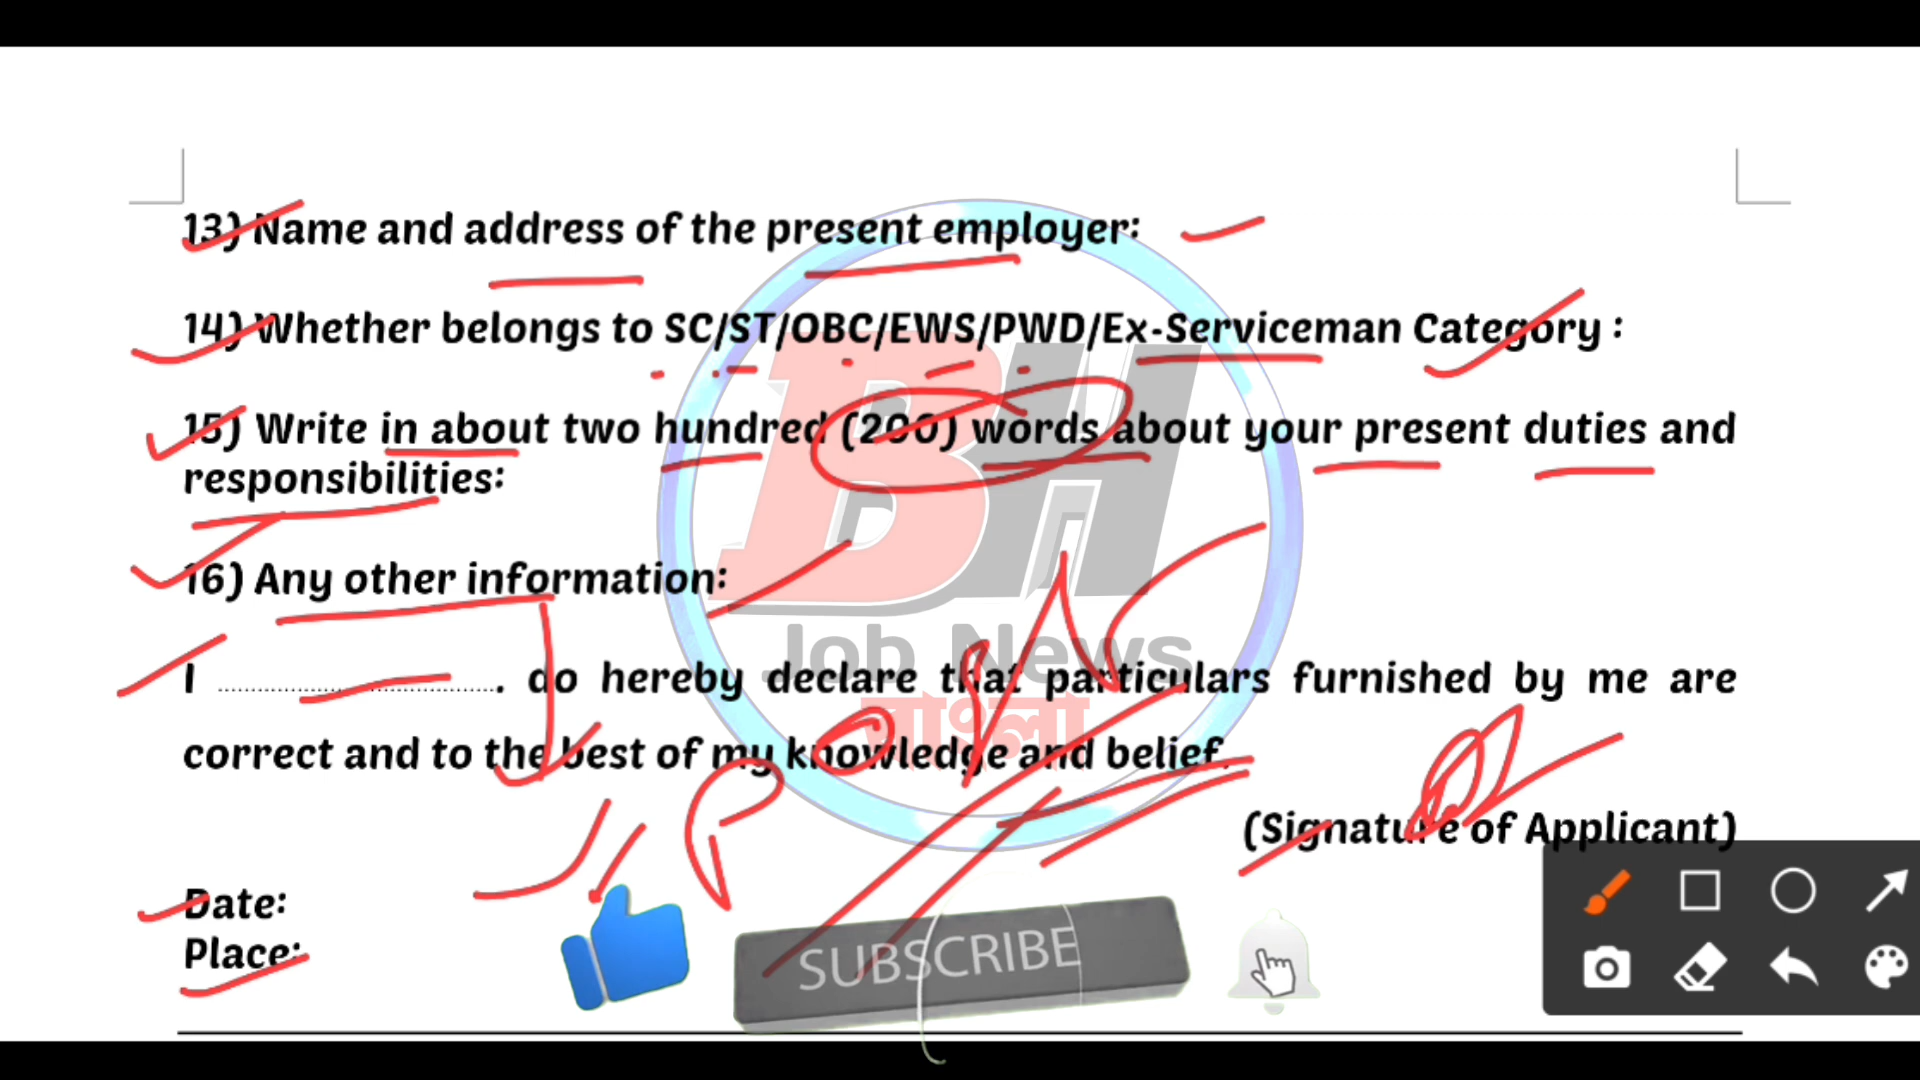 13) Name and address of the present employer:
14) Whether belongs to SC/ST/OBC/EWS/PWD/Ex-Serviceman Category :
15) Write in about two hundred (200) words about your present duties and
responsibilities:
16) Any other information:
BH
Job News
বাংলা
I ................................. do hereby declare that particulars furnished by me are
correct and to the best of my knowledge and belief.
(Signature of Applicant)
Date:
Place:
SUBSCRIBE